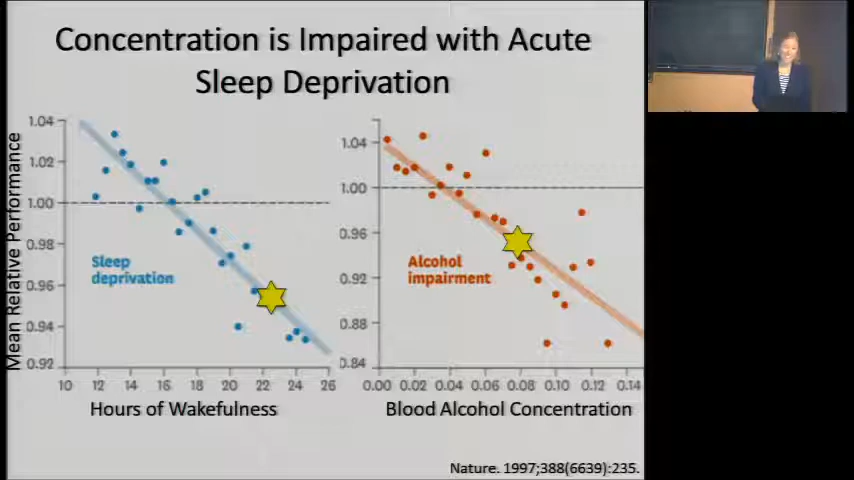 Concentration is Impaired with Acute
Sleep Deprivation
Mean Relative Performance
1.04
1.02
1.00
0.98
0.96
0.94
0.92
Sleep
deprivation
10 12 14 16 18 20 22 24 26
Hours of Wakefulness
1.04
1.00
0.96
0.92
0.88
0.84
Alcohol
impairment
0.00 0.02 0.04 0.06 0.08 0.10 0.12 0.14
Blood Alcohol Concentration
Nature. 1997;388(6639):235.